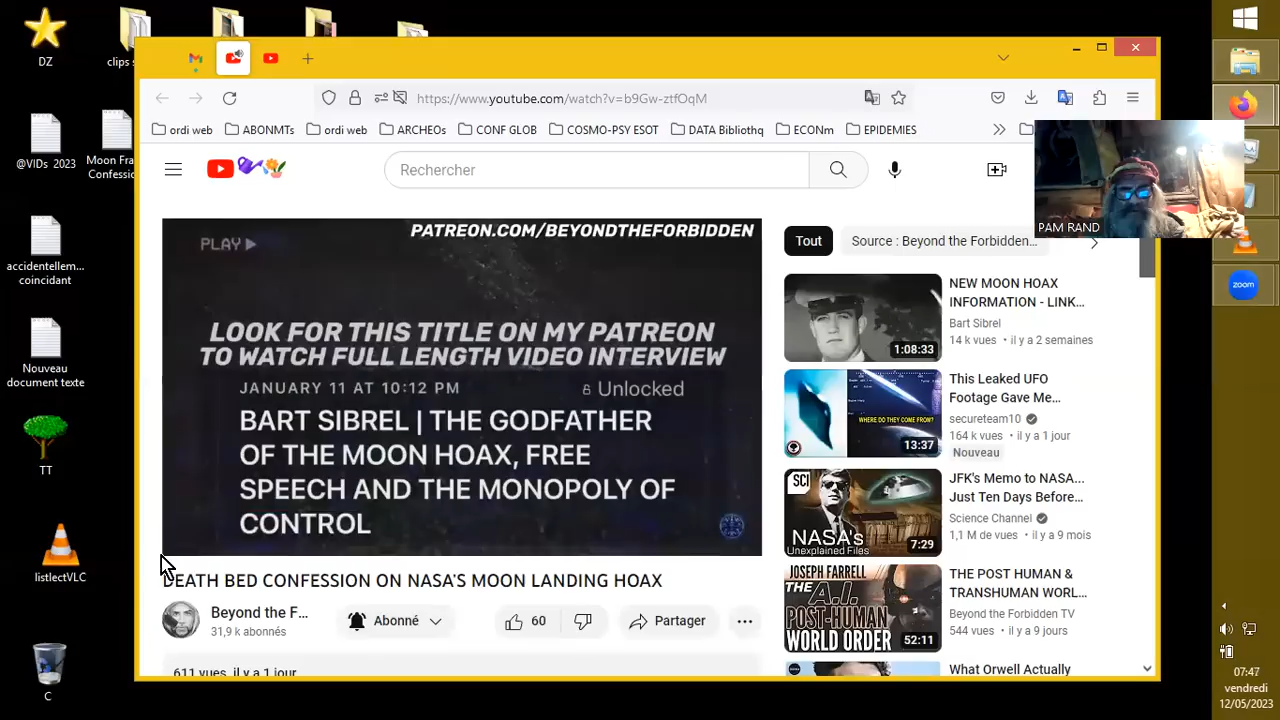 DZ
clips s
@VIDs 2023
Moon Fra
Confessio
accidentellem...
coincidant
Nouveau
document texte
TT
listlectVLC
C
https://www.youtube.com/watch?v=b9Gw-ztfOqM
ordi web
ABONMTs
ordi web
ARCHEOs
CONF GLOB
COSMO-PSY ESOT
DATA Bibliothq
ECONm
EPIDEMIES
Rechercher
PATREON.COM/BEYONDTHEFORBIDDEN
PLAY
LOOK FOR THIS TITLE ON MY PATREON
TO WATCH FULL LENGTH VIDEO INTERVIEW
JANUARY 11 AT 10:12 PM
Unlocked
BART SIBREL | THE GODFATHER
OF THE MOON HOAX, FREE
SPEECH AND THE MONOPOLY OF
CONTROL
DEATH BED CONFESSION ON NASA'S MOON LANDING HOAX
Beyond the F...
31,9 k abonnés
Abonné
60
Partager
611 vues, il y a 1 jour
Tout
Source : Beyond the Forbidden...
NEW MOON HOAX
INFORMATION - LINK...
Bart Sibrel
14 k vues • il y a 2 semaines
1:08:33
This Leaked UFO
Footage Gave Me...
secureteam10
164 k vues • il y a 1 jour
Nouveau
WHERE DO THEY COME FROM?
13:37
JFK's Memo to NASA...
Just Ten Days Before...
Science Channel
1,1 M de vues • il y a 9 mois
SCI
NASA's
Unexplained Files
7:29
THE POST HUMAN &
TRANSHUMAN WORL...
Beyond the Forbidden TV
544 vues • il y a 9 jours
JOSEPH FARRELL
THE A.I.
POST-HUMAN
WORLD ORDER
52:11
What Orwell Actually
PAM RAND
zoom
07:47
vendredi
12/05/2023